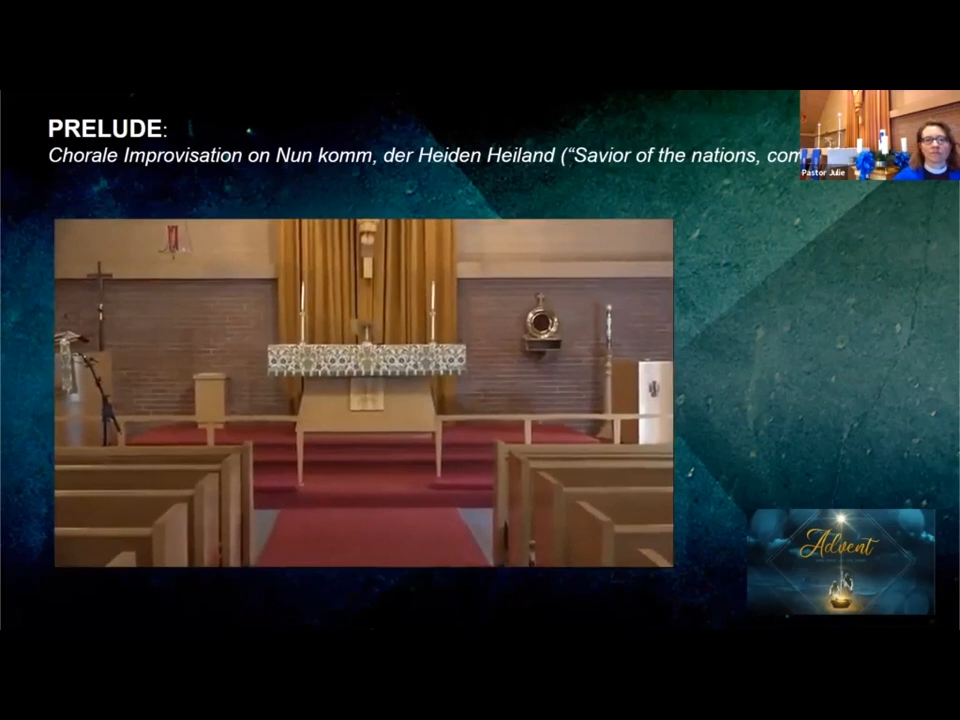 PRELUDE:
Chorale Improvisation on Nun komm, der Heiden Heiland (“Savior of the nations, com
Pastor Julie
Advent